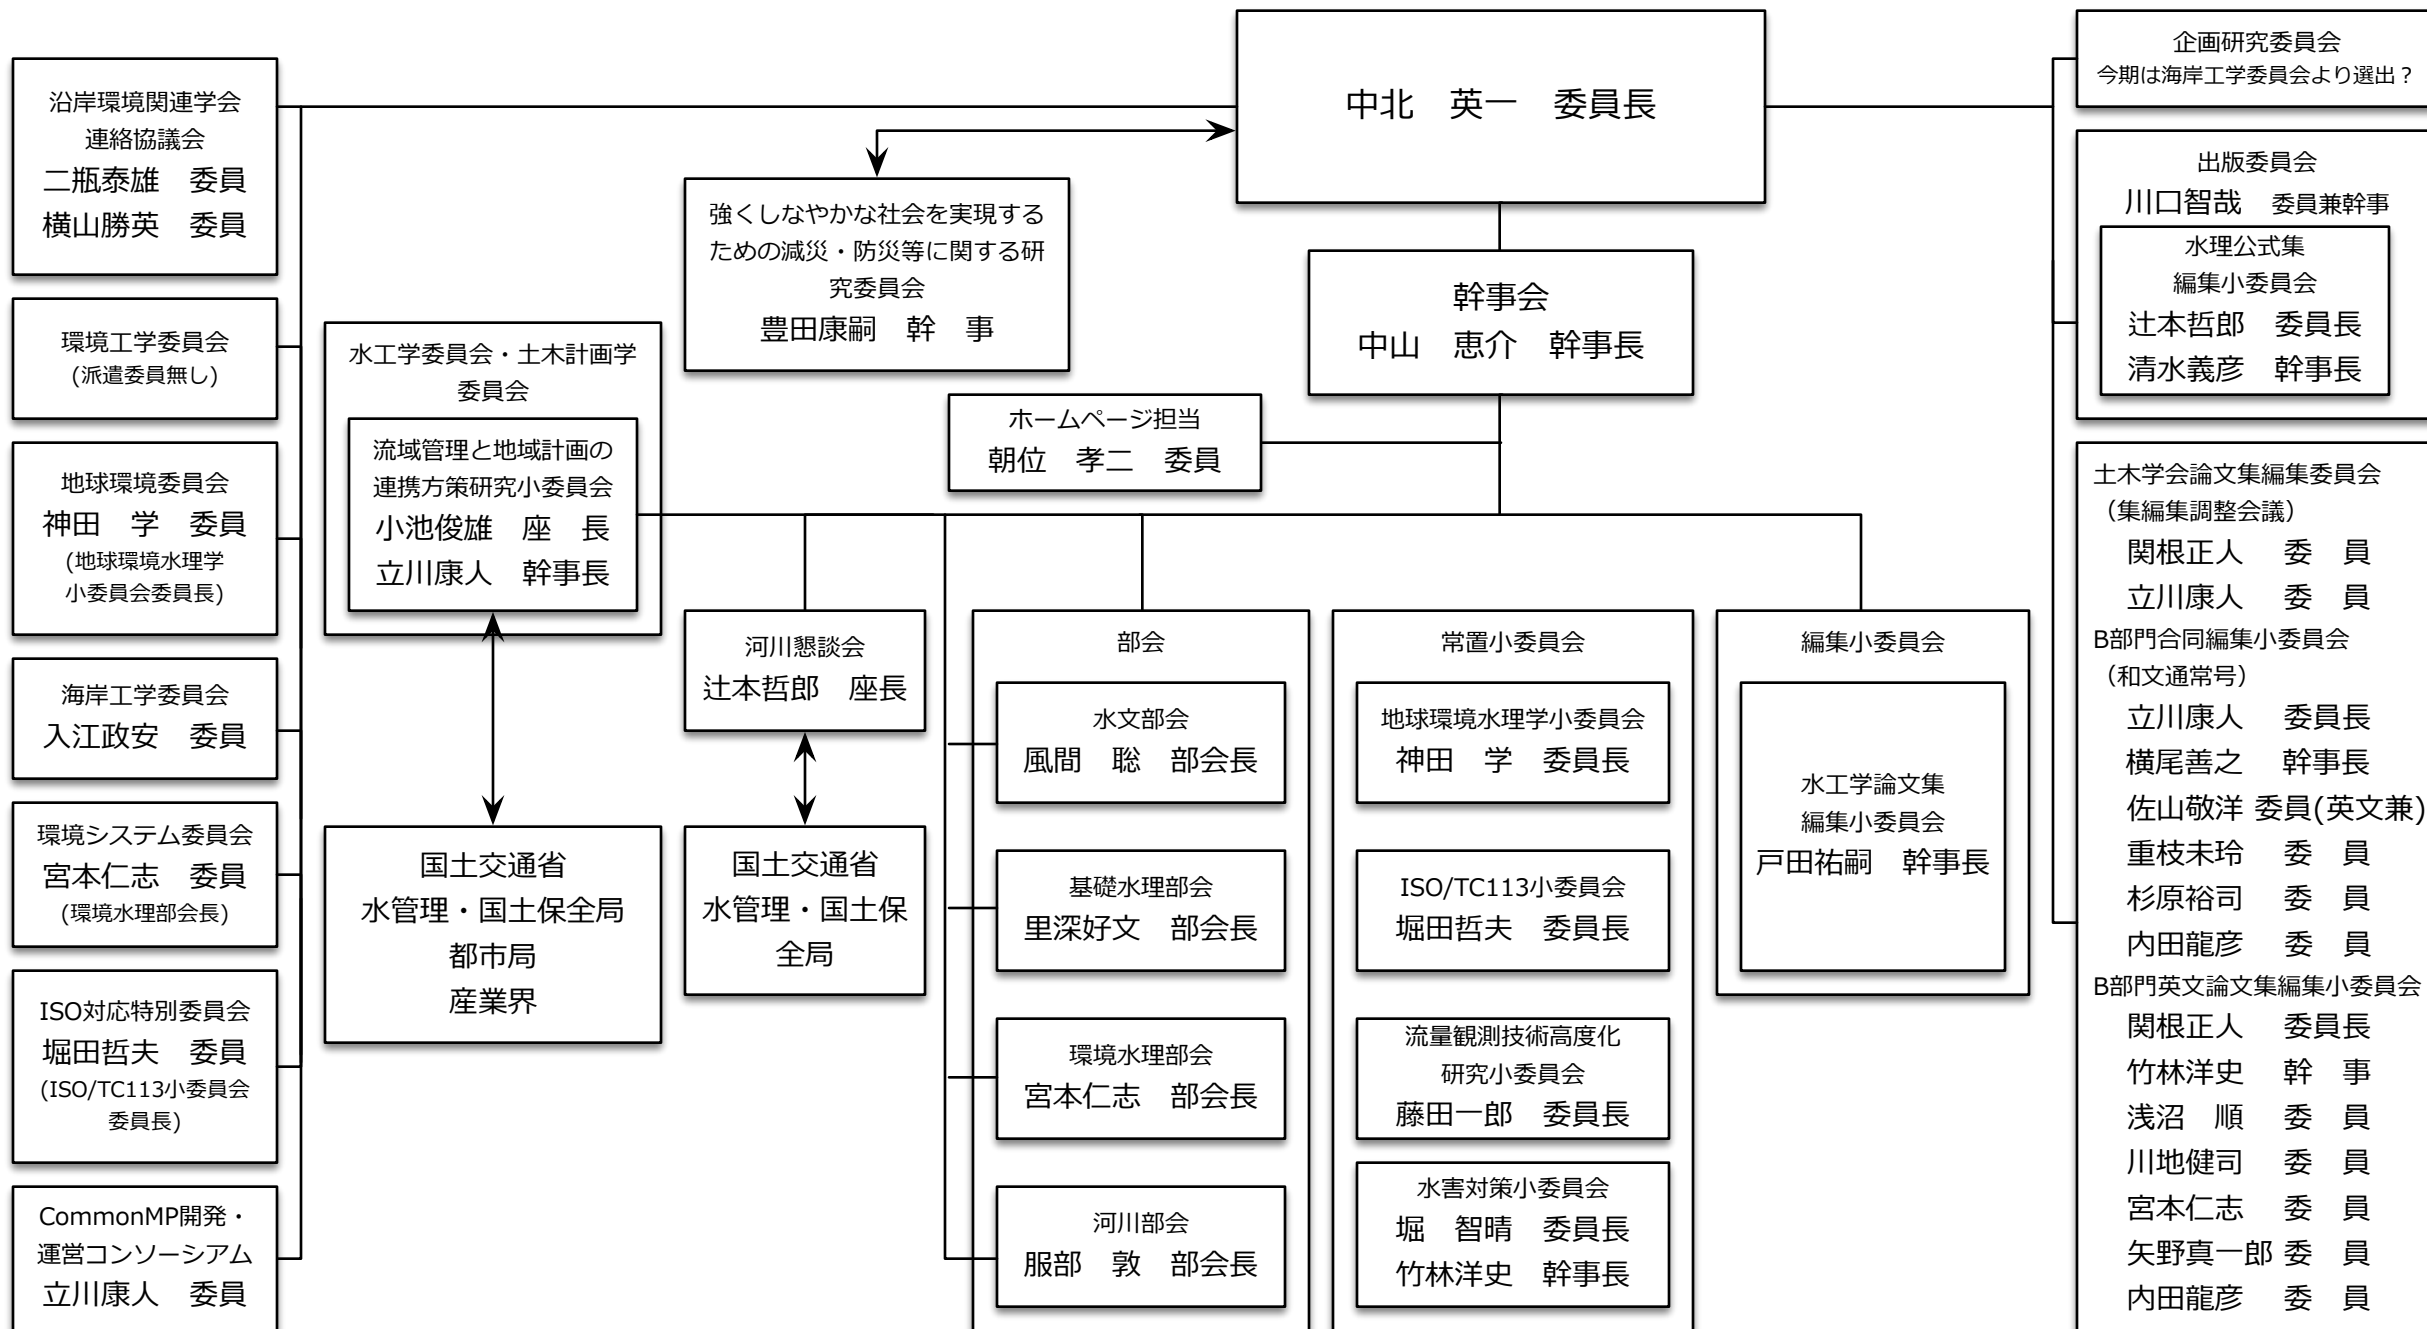 中北　英一　委員長
幹事会
中山　恵介　幹事長
ホームページ担当
朝位　孝二　委員
強くしなやかな社会を実現する
ための減災・防災等に関する研
究委員会
豊田康嗣　幹　事
沿岸環境関連学会
連絡協議会
二瓶泰雄　委員
横山勝英　委員
環境工学委員会
(派遣委員無し)
地球環境委員会
神田　学　委員
(地球環境水理学
小委員会委員長)
海岸工学委員会
入江政安　委員
環境システム委員会
宮本仁志　委員
(環境水理部会長)
ISO対応特別委員会
堀田哲夫　委員
(ISO/TC113小委員会
委員長)
CommonMP開発・
運営コンソーシアム
立川康人　委員
水工学委員会・土木計画学
委員会
流域管理と地域計画の
連携方策研究小委員会
小池俊雄　座　長
立川康人　幹事長
国土交通省
水管理・国土保全局
都市局
産業界
河川懇談会
辻本哲郎　座長
国土交通省
水管理・国土保
全局
部会
水文部会
風間　聡　部会長
基礎水理部会
里深好文　部会長
環境水理部会
宮本仁志　部会長
河川部会
服部　敦　部会長
常置小委員会
地球環境水理学小委員会
神田　学　委員長
ISO/TC113小委員会
堀田哲夫　委員長
流量観測技術高度化
研究小委員会
藤田一郎　委員長
水害対策小委員会
堀　智晴　委員長
竹林洋史　幹事長
編集小委員会
水工学論文集
編集小委員会
戸田祐嗣　幹事長
企画研究委員会
今期は海岸工学委員会より選出？
出版委員会
川口智哉　委員兼幹事
水理公式集
編集小委員会
辻本哲郎　委員長
清水義彦　幹事長
土木学会論文集編集委員会
（集編集調整会議）
関根正人　委　員
立川康人　委　員
B部門合同編集小委員会
（和文通常号）
立川康人　委員長
横尾善之　幹事長
佐山敬洋 委員(英文兼)
重枝未玲　委　員
杉原裕司　委　員
内田龍彦　委　員
B部門英文論文集編集小委員会
関根正人　委員長
竹林洋史　幹　事
浅沼　順　委　員
川地健司　委　員
宮本仁志　委　員
矢野真一郎 委　員
内田龍彦　委　員